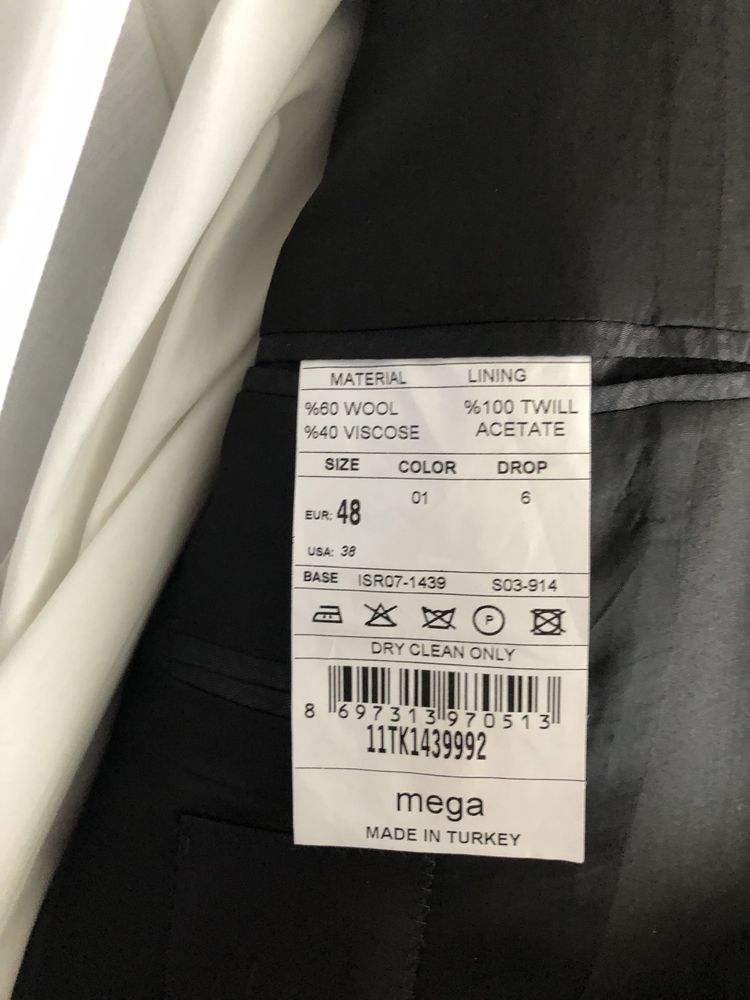 MATERIAL LINING
%60 WOOL %100 TWILL
%40 VISCOSE ACETATE
SIZE COLOR DROP
EUR: 48 01 6
USA: 38
BASE ISR07-1439 S03-914
P
DRY CLEAN ONLY
8 697313 970513
11TK1439992
mega
MADE IN TURKEY